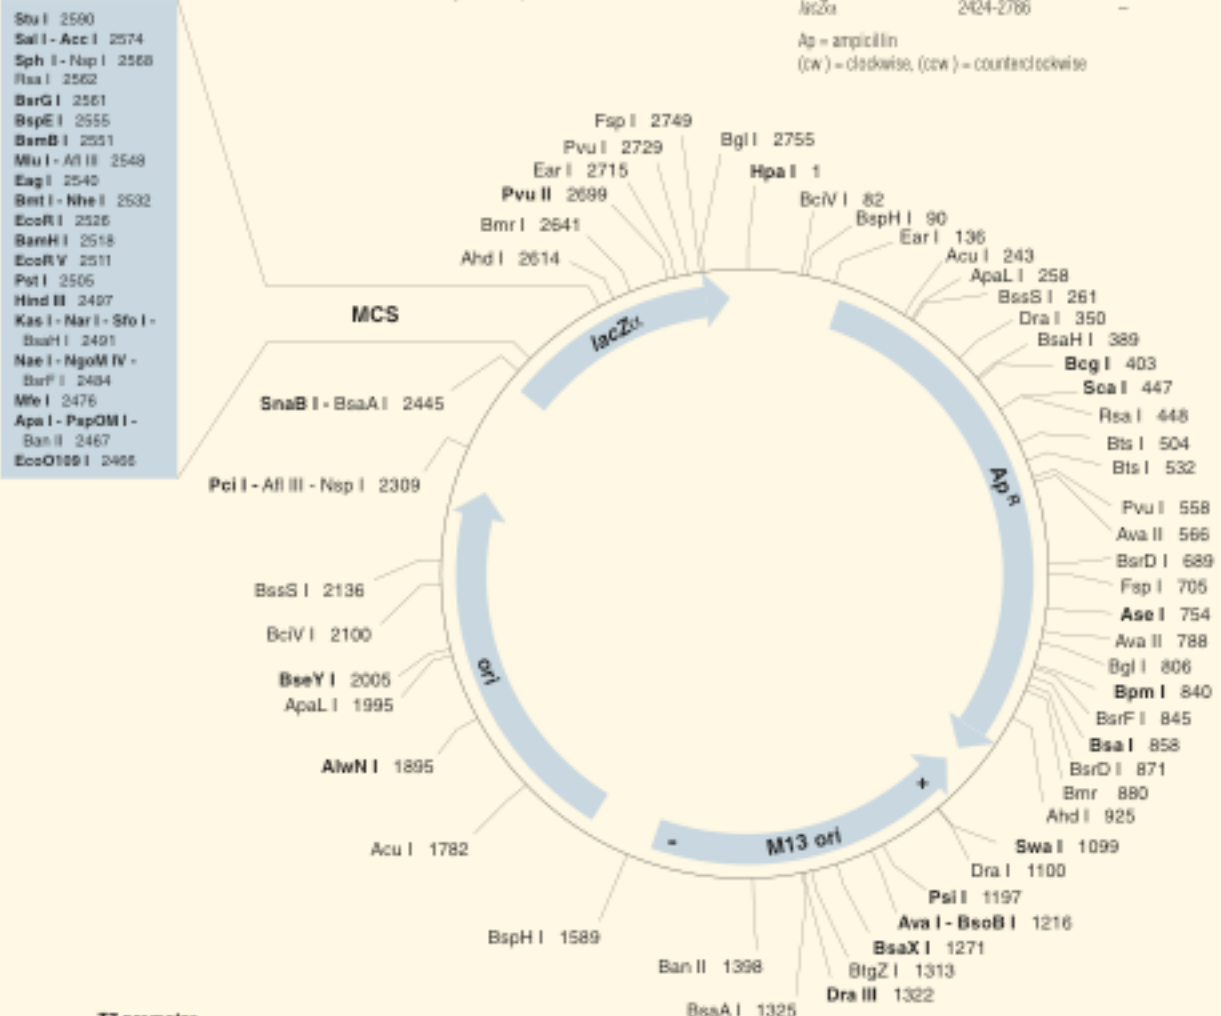 lacZα 2424-2786 –
Ap = ampicillin
(cw ) = clockwise, (ccw ) = counterclockwise
Stu I 2590
Sal I - Acc I 2574
Sph I - Nsp I 2568
Rsa I 2562
BsrG I 2561
BspE I 2555
BsmB I 2551
Mlu I - Afl III 2548
Eag I 2540
Bmt I - Nhe I 2532
EcoR I 2526
BamH I 2518
EcoR V 2511
Pst I 2505
Hind III 2497
Kas I - Nar I - Sfo I -
BsaH I 2491
Nae I - NgoM IV -
BsrF I 2484
Mfe I 2476
Apa I - PspOM I -
Ban II 2467
EcoO109 I 2466
MCS
Fsp I 2749
Pvu I 2729
Ear I 2715
Pvu II 2699
Bmr I 2641
Ahd I 2614
SnaB I - BsaA I 2445
Pci I - Afl III - Nsp I 2309
BssS I 2136
BciV I 2100
BseY I 2005
ApaL I 1995
AlwN I 1895
Acu I 1782
BspH I 1589
Bgl I 2755
Hpa I 1
BciV I 82
BspH I 90
Ear I 136
Acu I 243
ApaL I 258
BssS I 261
Dra I 350
BsaH I 389
Bcg I 403
Sca I 447
Rsa I 448
Bts I 504
Bts I 532
Pvu I 558
Ava II 566
BsrD I 689
Fsp I 705
Ase I 754
Ava II 788
Bgl I 806
Bpm I 840
BsrF I 845
Bsa I 858
BsrD I 871
Bmr 880
Ahd I 925
Swa I 1099
Dra I 1100
Psi I 1197
Ava I - BsoB I 1216
BsaX I 1271
BtgZ I 1313
Dra III 1322
BsaA I 1325
Ban II 1398
lacZα
Ap R
ori
- M13 ori +
T7 promoter